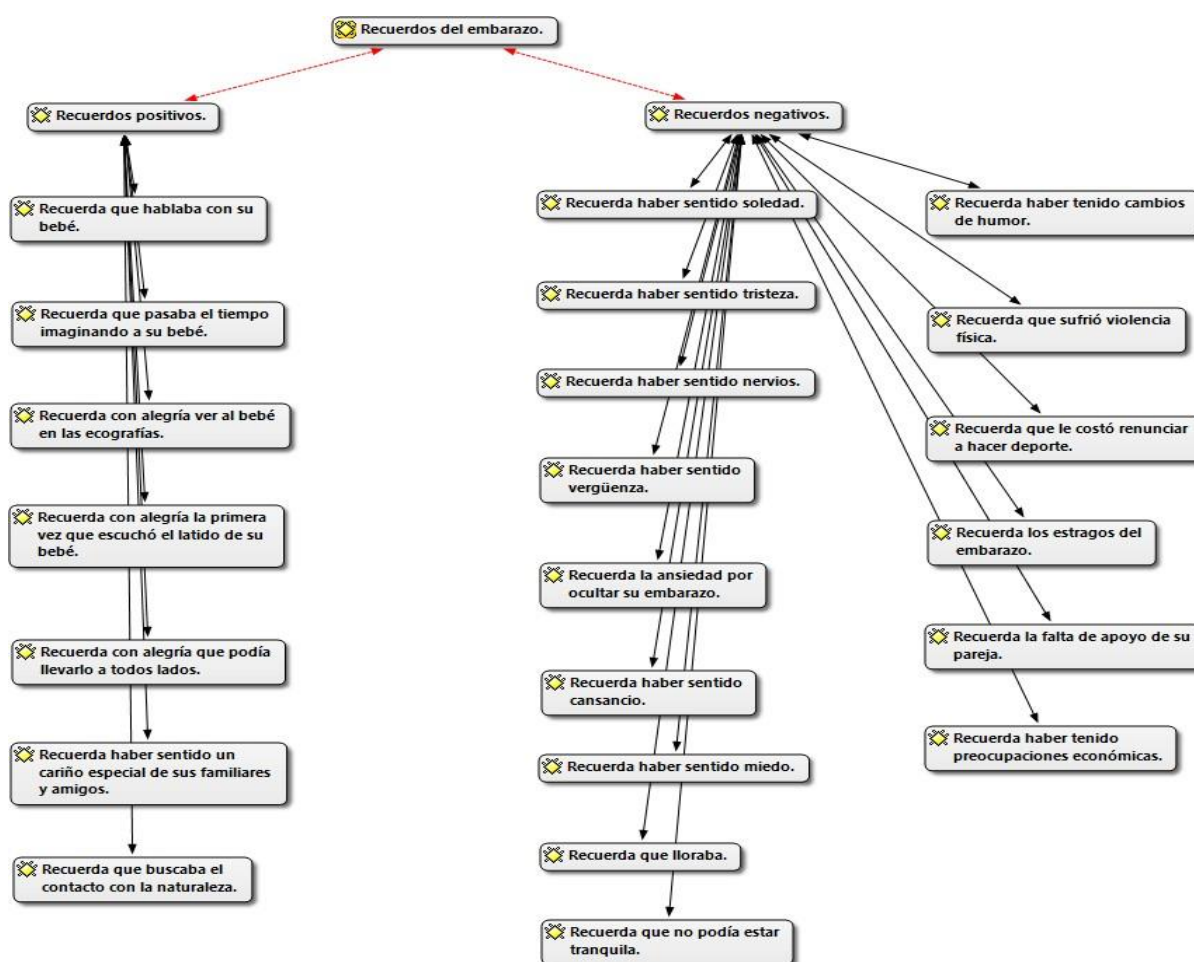 Recuerdos del embarazo.
Recuerdos positivos.
Recuerda que hablaba con su
bebé.
Recuerda que pasaba el tiempo
imaginando a su bebé.
Recuerda con alegría ver al bebé
en las ecografías.
Recuerda con alegría la primera
vez que escuchó el latido de su
bebé.
Recuerda con alegría que podía
llevarlo a todos lados.
Recuerda haber sentido un
cariño especial de sus familiares
y amigos.
Recuerda que buscaba el
contacto con la naturaleza.
Recuerdos negativos.
Recuerda haber sentido soledad.
Recuerda haber sentido tristeza.
Recuerda haber sentido nervios.
Recuerda haber sentido
vergüenza.
Recuerda la ansiedad por
ocultar su embarazo.
Recuerda haber sentido
cansancio.
Recuerda haber sentido miedo.
Recuerda que lloraba.
Recuerda que no podía estar
tranquila.
Recuerda haber tenido cambios
de humor.
Recuerda que sufrió violencia
física.
Recuerda que le costó renunciar
a hacer deporte.
Recuerda los estragos del
embarazo.
Recuerda la falta de apoyo de su
pareja.
Recuerda haber tenido
preocupaciones económicas.